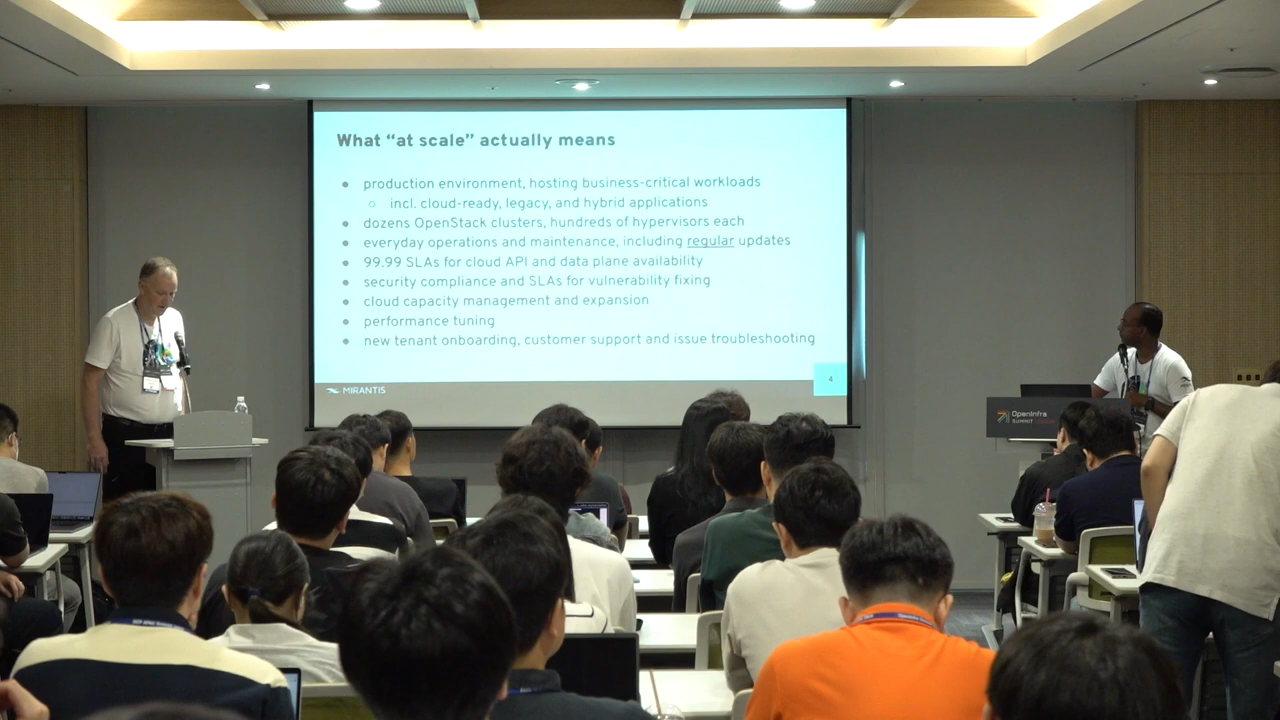 What “at scale” actually means
● production environment, hosting business-critical workloads
○ incl. cloud-ready, legacy, and hybrid applications
● dozens OpenStack clusters, hundreds of hypervisors each
● everyday operations and maintenance, including regular updates
● 99.99 SLAs for cloud API and data plane availability
● security compliance and SLAs for vulnerability fixing
● cloud capacity management and expansion
● performance tuning
● new tenant onboarding, customer support and issue troubleshooting
4
MIRANTIS
OpenInfra
SUMMIT